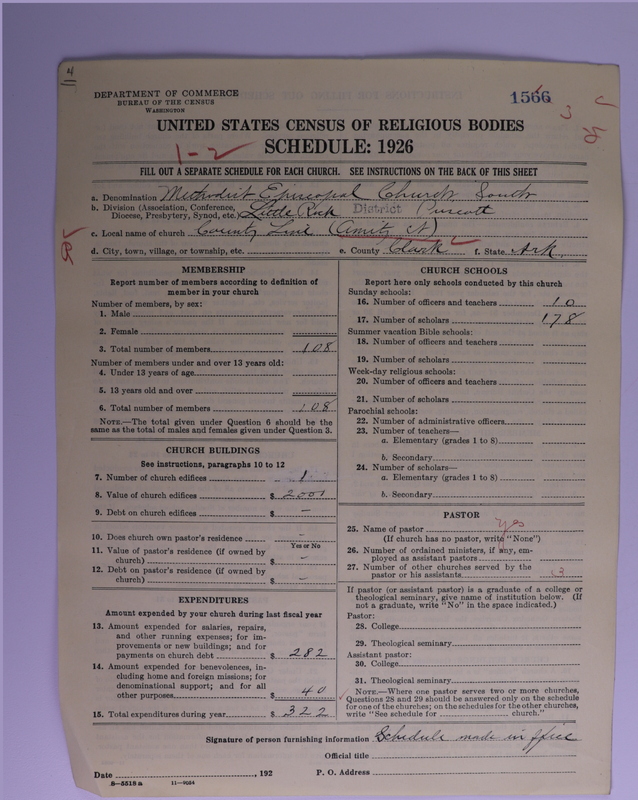 4
DEPARTMENT OF COMMERCE
BUREAU OF THE CENSUS
WASHINGTON
1566
3
UNITED STATES CENSUS OF RELIGIOUS BODIES
1-2
SCHEDULE: 1926
FILL OUT A SEPARATE SCHEDULE FOR EACH CHURCH. SEE INSTRUCTIONS ON THE BACK OF THIS SHEET
a. Denomination Methodist Episcopal Church South
b. Division (Association, Conference, Diocese, Presbytery, Synod, etc.) Little Rock District Prescott
c. Local name of church County Line (Amity Ct)
d. City, town, village, or township, etc.
e. County Clark f. State Ark
MEMBERSHIP
Report number of members according to definition of
member in your church
Number of members, by sex:
1. Male
2. Female
3. Total number of members 108
Number of members under and over 13 years old:
4. Under 13 years of age
5. 13 years old and over
6. Total number of members 108
NOTE.—The total given under Question 6 should be the
same as the total of males and females given under Question 3.
CHURCH BUILDINGS
See instructions, paragraphs 10 to 12
7. Number of church edifices 1
8. Value of church edifices $ 2001
9. Debt on church edifices $ —
10. Does church own pastor's residence -
Yes or No
11. Value of pastor's residence (if owned by
church) $ -
12. Debt on pastor's residence (if owned by
church) $ -
EXPENDITURES
Amount expended by your church during last fiscal year
13. Amount expended for salaries, repairs,
and other running expenses; for im-
provements or new buildings; and for
payments on church debt $ 282
14. Amount expended for benevolences, in-
cluding home and foreign missions; for
denominational support; and for all
other purposes $ 40
15. Total expenditures during year $ 322
CHURCH SCHOOLS
Report here only schools conducted by this church
Sunday schools:
16. Number of officers and teachers 10
17. Number of scholars 178
Summer vacation Bible schools:
18. Number of officers and teachers
19. Number of scholars
Week-day religious schools:
20. Number of officers and teachers
21. Number of scholars
Parochial schools:
22. Number of administrative officers
23. Number of teachers—
a. Elementary (grades 1 to 8)
b. Secondary
24. Number of scholars—
a. Elementary (grades 1 to 8)
b. Secondary
PASTOR
25. Name of pastor yes
(If church has no pastor, write "None")
26. Number of ordained ministers, if any, em-
ployed as assistant pastors
27. Number of other churches served by the
pastor or his assistants 3
If pastor (or assistant pastor) is a graduate of a college or
theological seminary, give name of institution below. (If
not a graduate, write "No" in the space indicated.)
Pastor:
28. College
29. Theological seminary
Assistant pastor:
30. College
31. Theological seminary
NOTE.—Where one pastor serves two or more churches,
Questions 28 and 29 should be answered only on the schedule
for one of the churches; on the schedules for the other churches,
write "See schedule for church."
Signature of person furnishing information Schedule made in office
Official title
Date , 192 P. O. Address
8—5518 a 11—9034